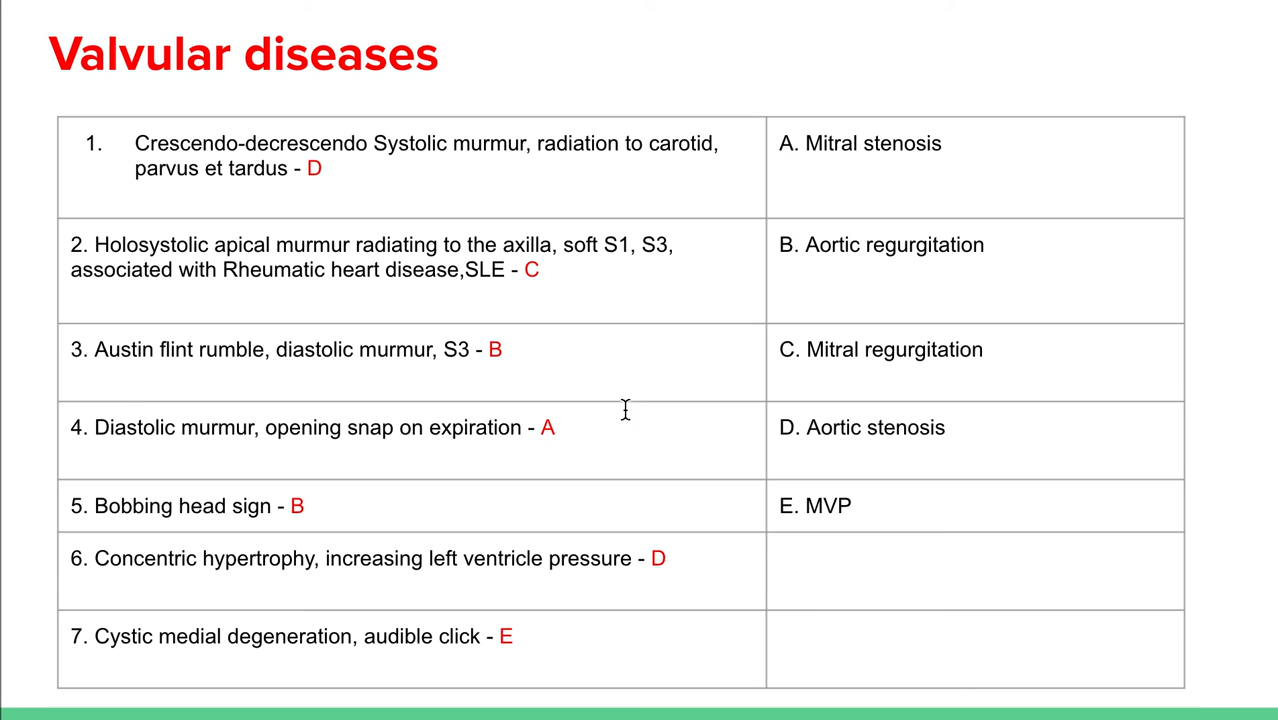 Valvular diseases
1. Crescendo-decrescendo Systolic murmur, radiation to carotid,
parvus et tardus - D
A. Mitral stenosis
2. Holosystolic apical murmur radiating to the axilla, soft S1, S3,
associated with Rheumatic heart disease,SLE - C
B. Aortic regurgitation
3. Austin flint rumble, diastolic murmur, S3 - B
C. Mitral regurgitation
4. Diastolic murmur, opening snap on expiration - A
D. Aortic stenosis
5. Bobbing head sign - B
E. MVP
6. Concentric hypertrophy, increasing left ventricle pressure - D
7. Cystic medial degeneration, audible click - E